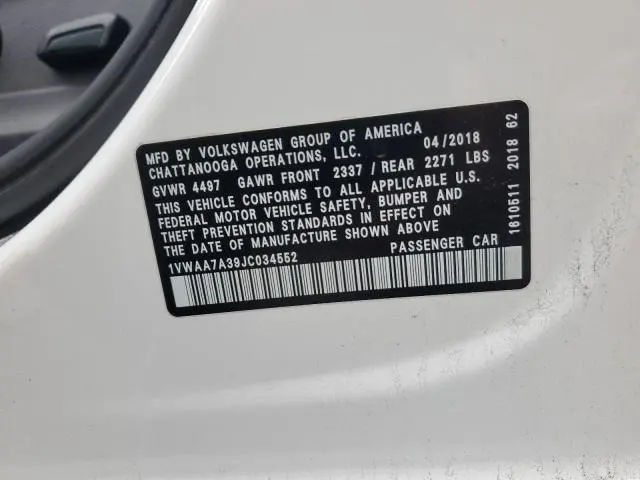 MFD BY VOLKSWAGEN GROUP OF AMERICA
CHATTANOOGA OPERATIONS, LLC. 04/2018
GVWR 4497 GAWR FRONT 2337 / REAR 2271 LBS
THIS VEHICLE CONFORMS TO ALL APPLICABLE U.S.
FEDERAL MOTOR VEHICLE SAFETY, BUMPER AND
THEFT PREVENTION STANDARDS IN EFFECT ON
THE DATE OF MANUFACTURE SHOWN ABOVE
1VWAA7A39JC034552 PASSENGER CAR
1610511 2018 62